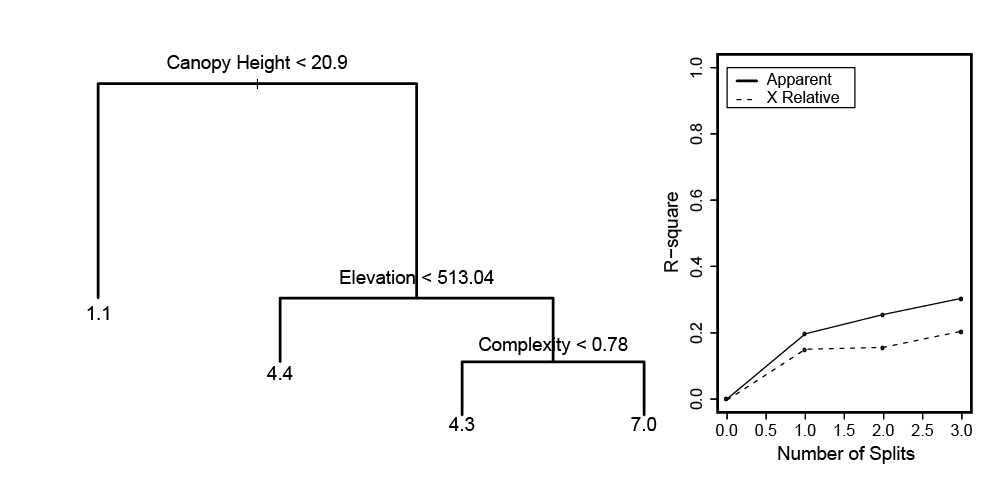 Canopy Height < 20.9
1.1
Elevation < 513.04
4.4
Complexity < 0.78
4.3
7.0
Apparent
X Relative
R−square
1.0
0.8
0.6
0.4
0.2
0.0
0.0 0.5 1.0 1.5 2.0 2.5 3.0
Number of Splits